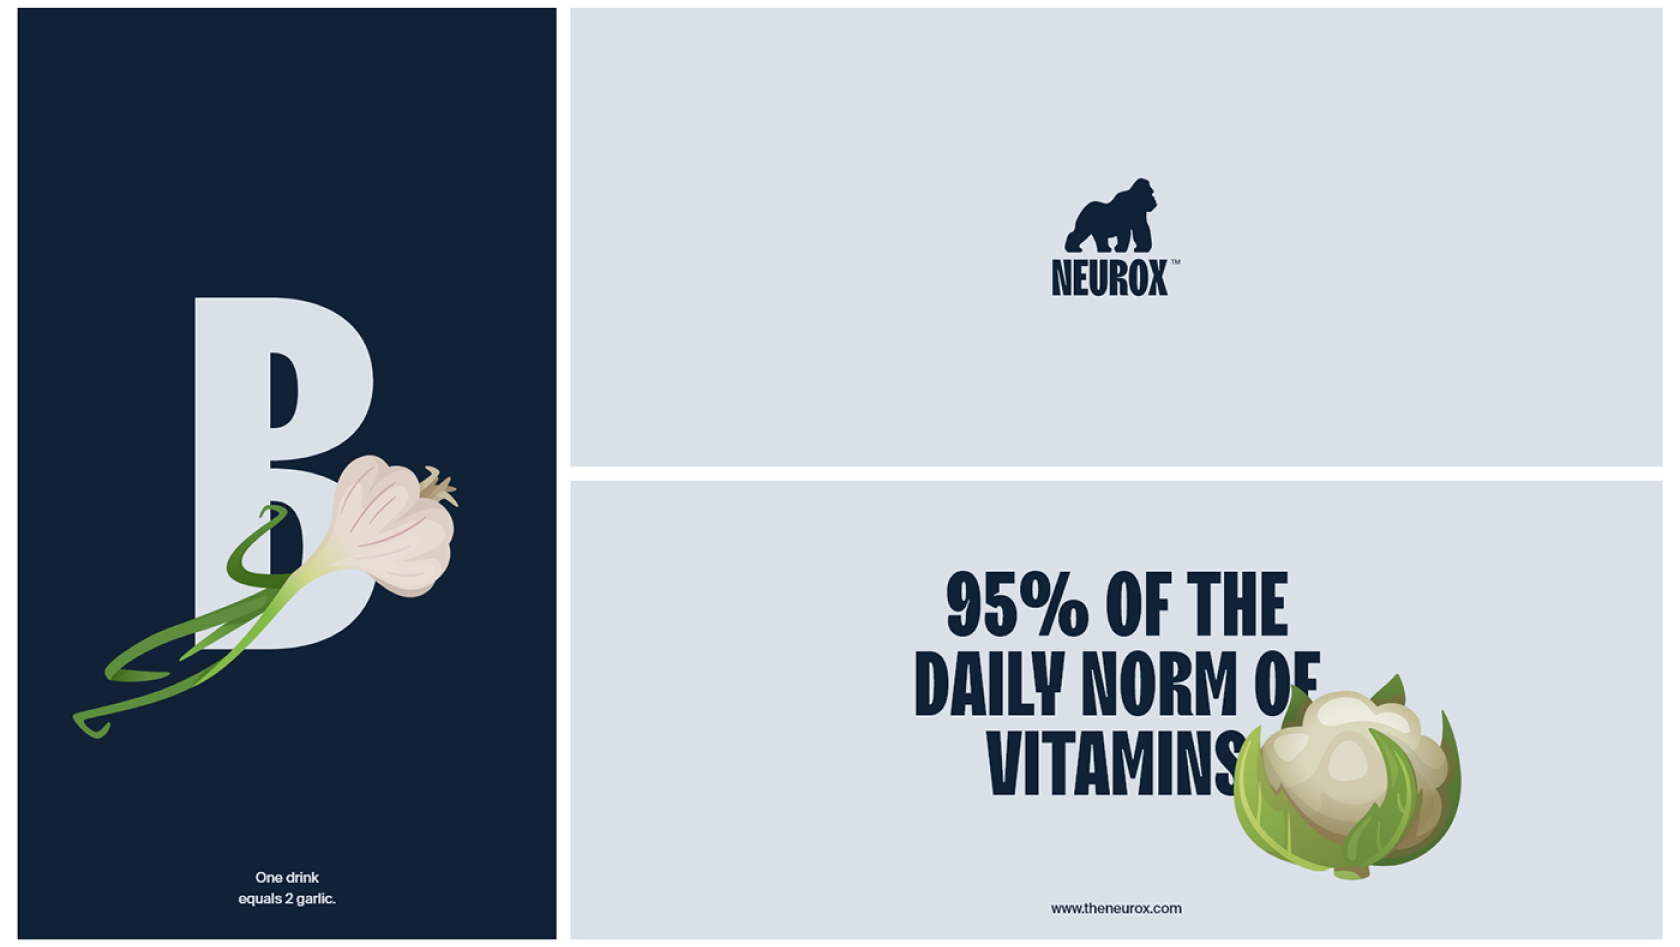 B
One drink
equals 2 garlic.
NEUROX™
95% OF THE
DAILY NORM OF
VITAMINS
www.theneurox.com